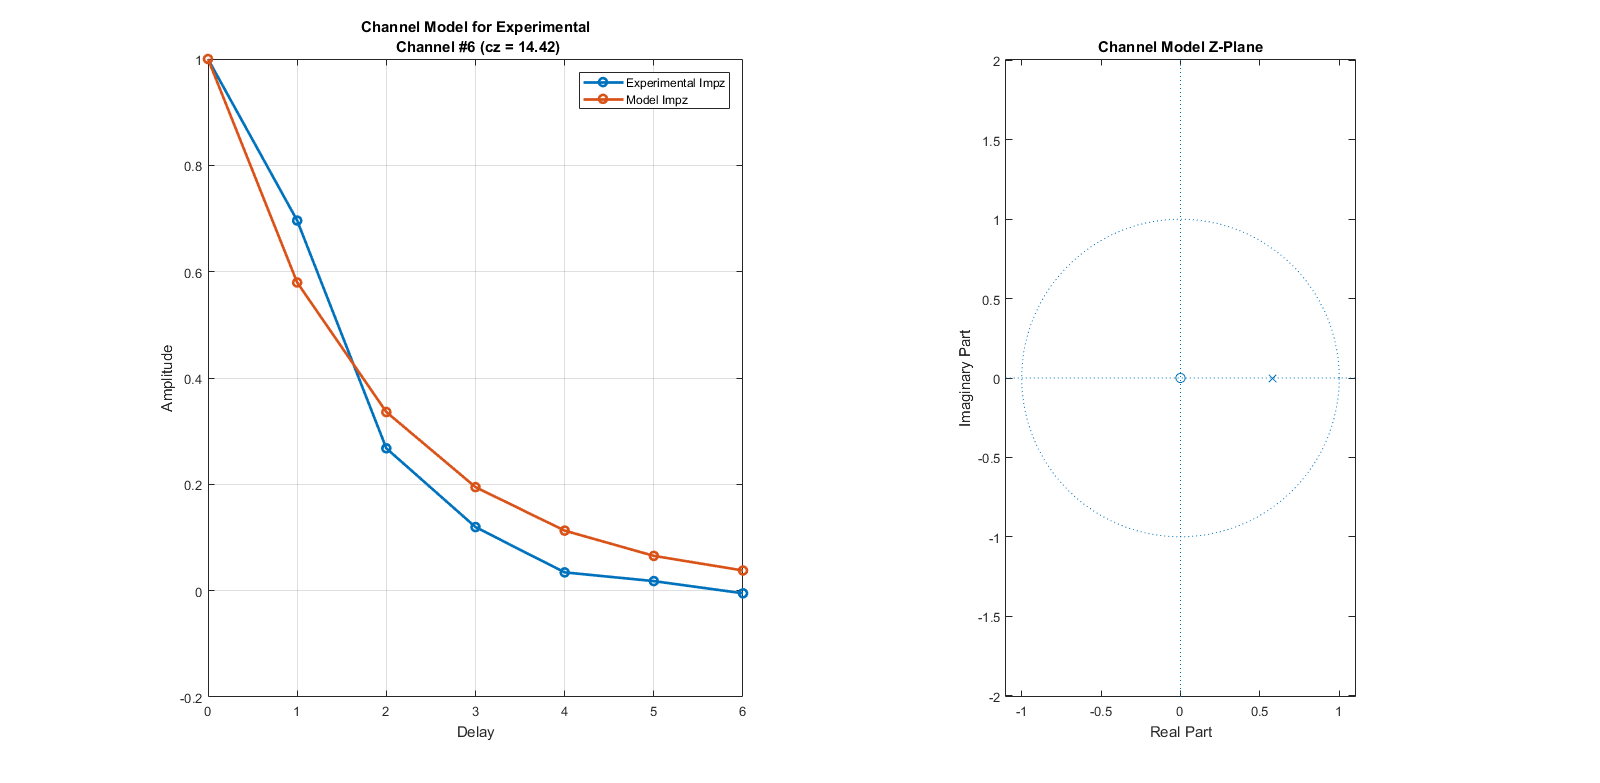 Channel Model for Experimental
Channel #6 (cz = 14.42)
Experimental Impz
Model Impz
1
0.8
0.6
0.4
0.2
0
-0.2
Amplitude
0 1 2 3 4 5 6
Delay
Channel Model Z-Plane
2
1.5
1
0.5
0
-0.5
-1
-1.5
-2
Imaginary Part
-1 -0.5 0 0.5 1
Real Part